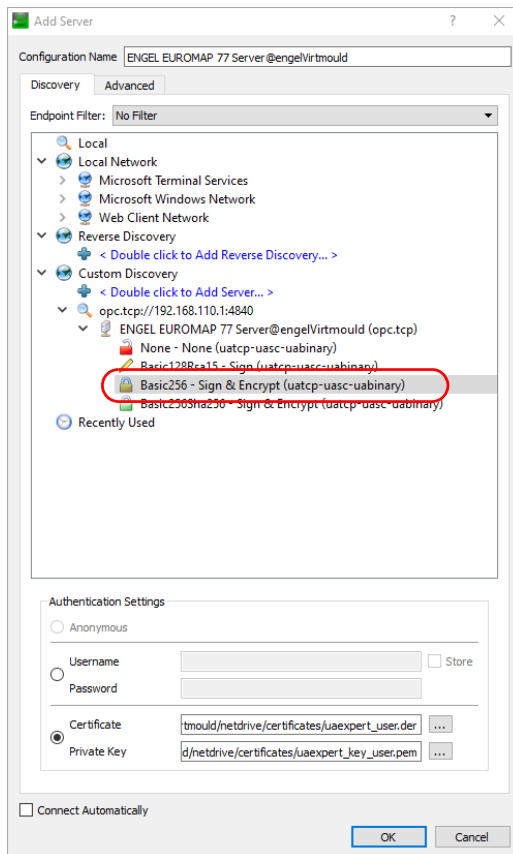 Add Server
Configuration Name ENGEL EUROMAP 77 Server@engelVirtmould
Discovery Advanced
Endpoint Filter: No Filter
Local
Local Network
Microsoft Terminal Services
Microsoft Windows Network
Web Client Network
Reverse Discovery
< Double click to Add Reverse Discovery... >
Custom Discovery
< Double click to Add Server... >
opc.tcp://192.168.110.1:4840
ENGEL EUROMAP 77 Server@engelVirtmould (opc.tcp)
None - None (uatcp-uasc-uabinary)
Basic128Rsa15 - Sign (uatcp-uasc-uabinary)
Basic256 - Sign & Encrypt (uatcp-uasc-uabinary)
Basic256Sha256 - Sign & Encrypt (uatcp-uasc-uabinary)
Recently Used
Authentication Settings
Anonymous
Username Store
Password
Certificate tmould/netdrive/certificates/uaexpert_user.der ...
Private Key d/netdrive/certificates/uaexpert_key_user.pem ...
Connect Automatically
OK Cancel